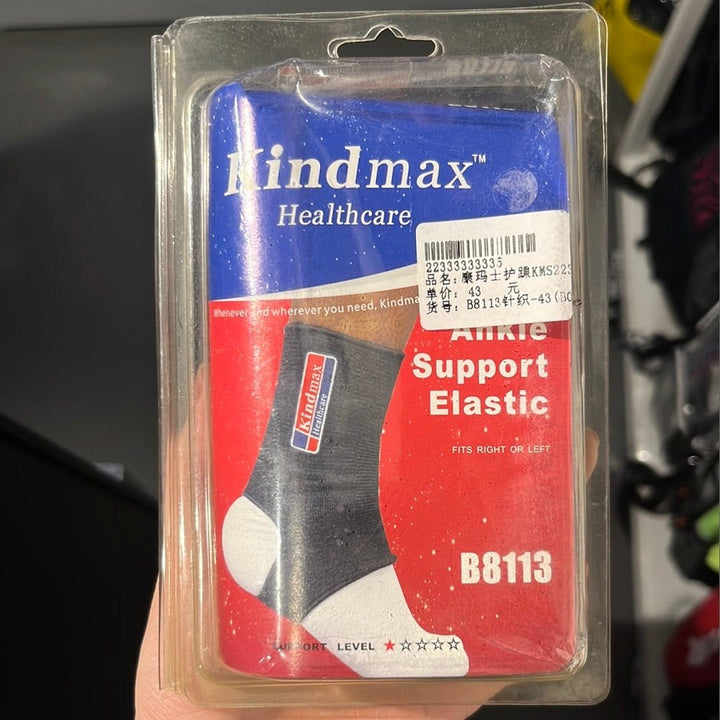 Kindmax™
Healthcare
22333333335
品名：康玛士护踝KMS223
单价： 43 元
货号：B8113针织-43(BC
Whenever and wherever you need, Kindma
Ankle
Support
Elastic
FITS RIGHT OR LEFT
Kindmax
Healthcare
B8113
SUPPORT LEVEL ★☆☆☆☆